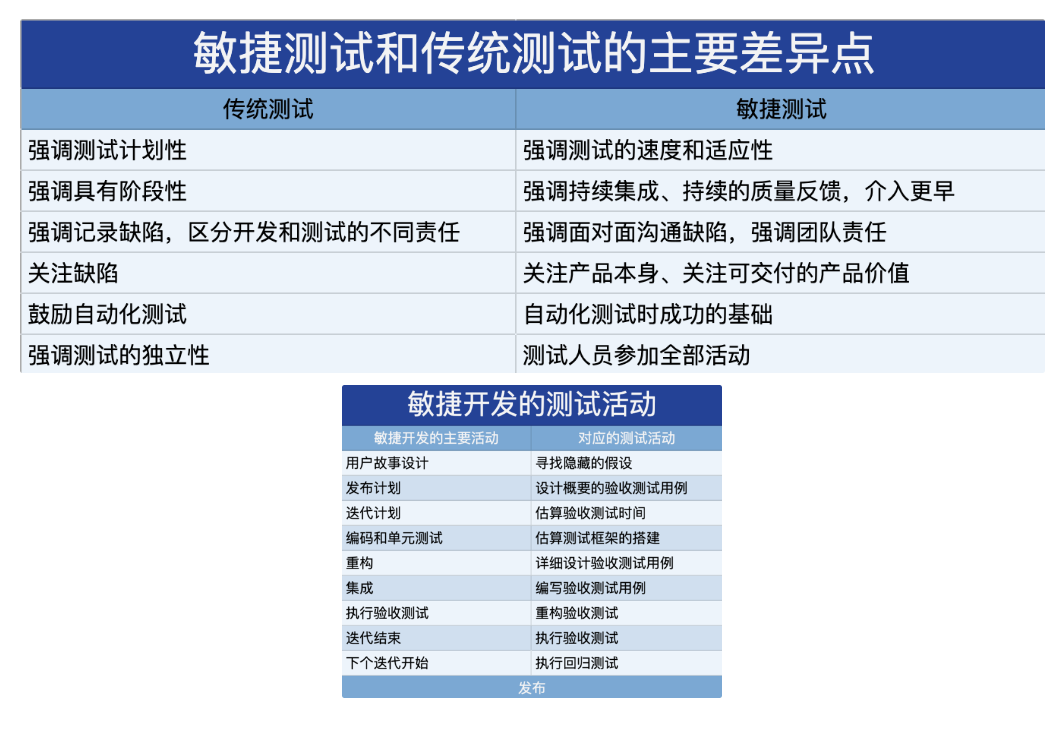 敏捷测试和传统测试的主要差异点
传统测试 敏捷测试
强调测试计划性 强调测试的速度和适应性
强调具有阶段性 强调持续集成、持续的质量反馈，介入更早
强调记录缺陷，区分开发和测试的不同责任 强调面对面沟通缺陷，强调团队责任
关注缺陷 关注产品本身、关注可交付的产品价值
鼓励自动化测试 自动化测试时成功的基础
强调测试的独立性 测试人员参加全部活动
敏捷开发的测试活动
敏捷开发的主要活动 对应的测试活动
用户故事设计 寻找隐藏的假设
发布计划 设计概要的验收测试用例
迭代计划 估算验收测试时间
编码和单元测试 估算测试框架的搭建
重构 详细设计验收测试用例
集成 编写验收测试用例
执行验收测试 重构验收测试
迭代结束 执行验收测试
下个迭代开始 执行回归测试
发布